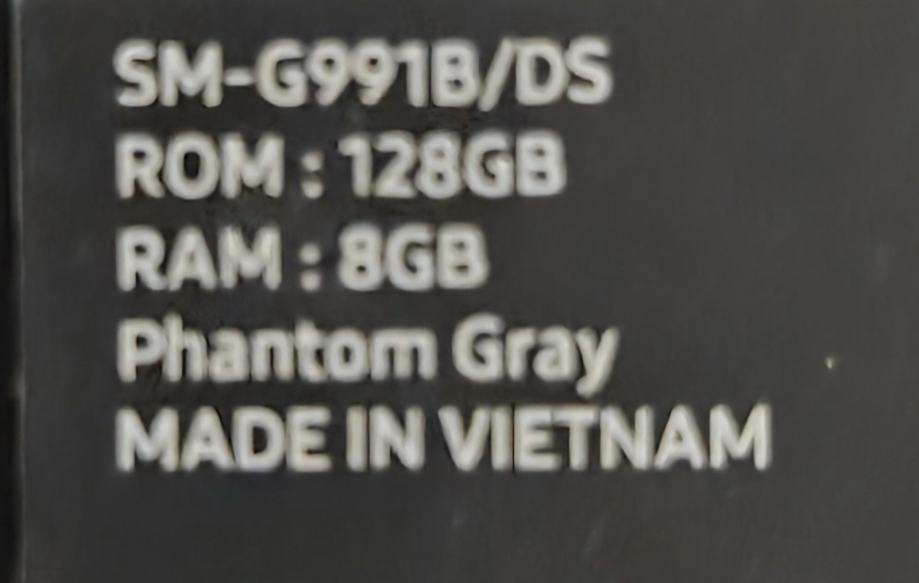 SM-G991B/DS
ROM : 128GB
RAM : 8GB
Phantom Gray
MADE IN VIETNAM